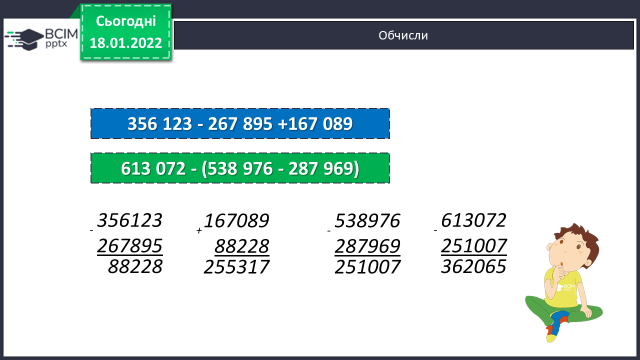 BCIM
pptx
Сьогодні
18.01.2022
Обчисли
356 123 - 267 895 +167 089
613 072 - (538 976 - 287 969)
- 356123
267895
88228
+ 167089
88228
255317
- 538976
287969
251007
- 613072
251007
362065